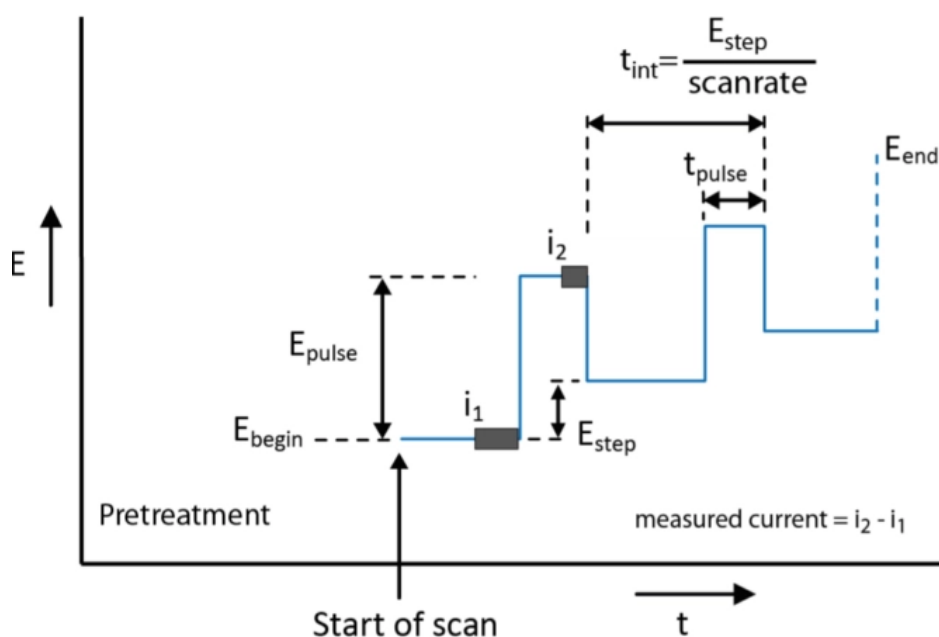 t_int = E_step / scanrate
t_pulse
E_end
i_2
E
E_pulse
i_1
E_begin
E_step
Pretreatment
measured current = i_2 - i_1
Start of scan
t